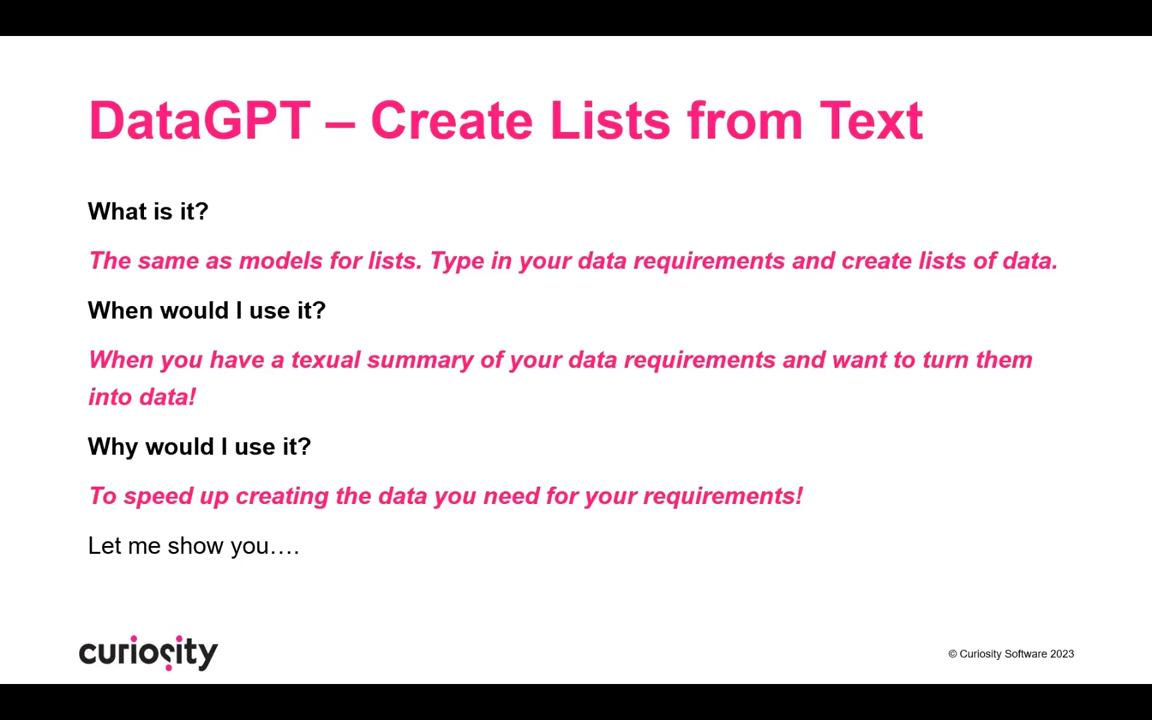 DataGPT – Create Lists from Text
What is it?
The same as models for lists. Type in your data requirements and create lists of data.
When would I use it?
When you have a texual summary of your data requirements and want to turn them
into data!
Why would I use it?
To speed up creating the data you need for your requirements!
Let me show you….
curiosity
© Curiosity Software 2023